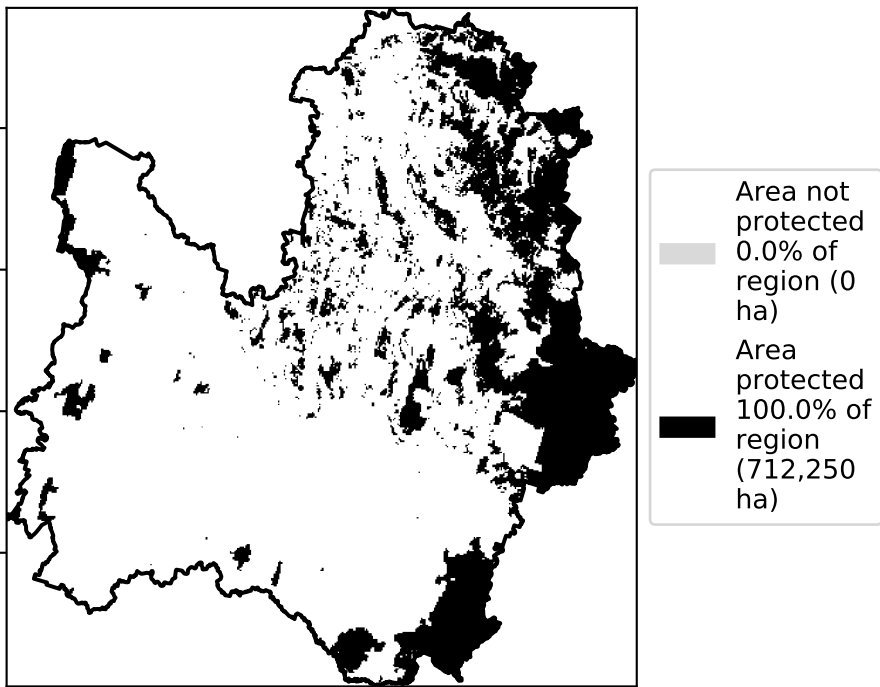 Area not
protected
0.0% of
region (0
ha)
Area
protected
100.0% of
region
(712,250
ha)